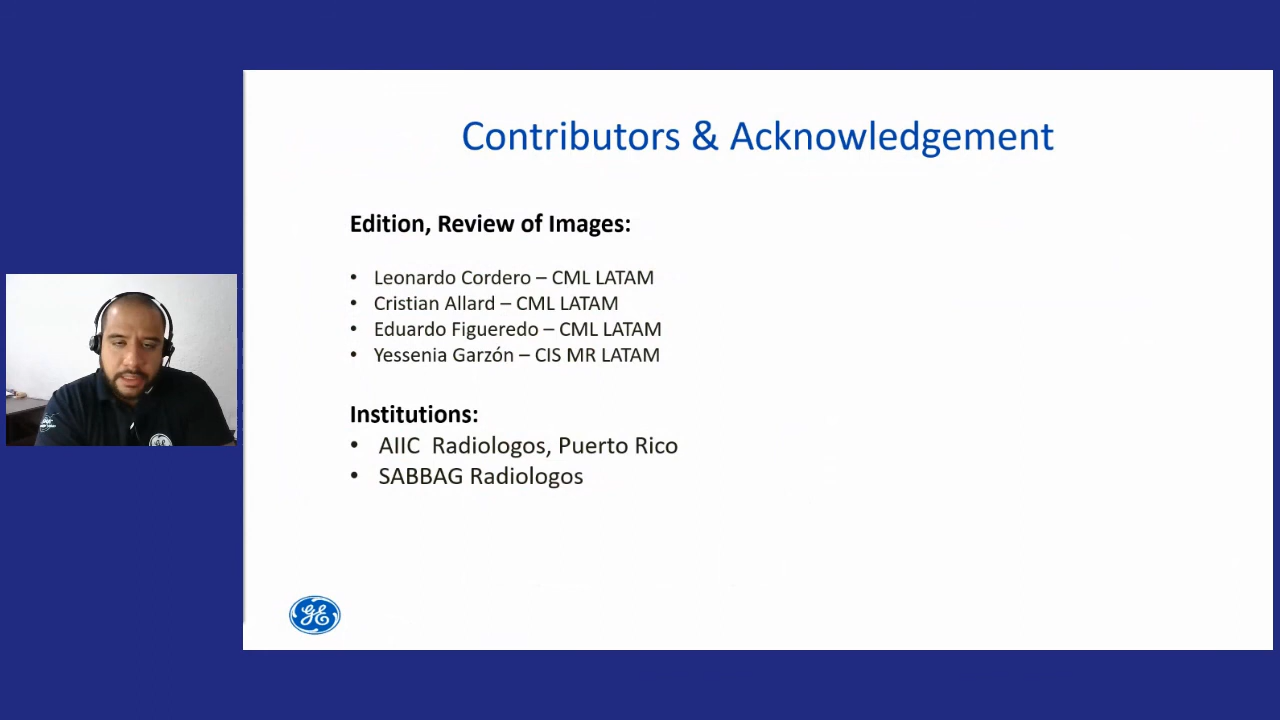 Contributors & Acknowledgement
Edition, Review of Images:
• Leonardo Cordero – CML LATAM
• Cristian Allard – CML LATAM
• Eduardo Figueredo – CML LATAM
• Yessenia Garzón – CIS MR LATAM
Institutions:
• AIIC Radiologos, Puerto Rico
• SABBAG Radiologos
GE